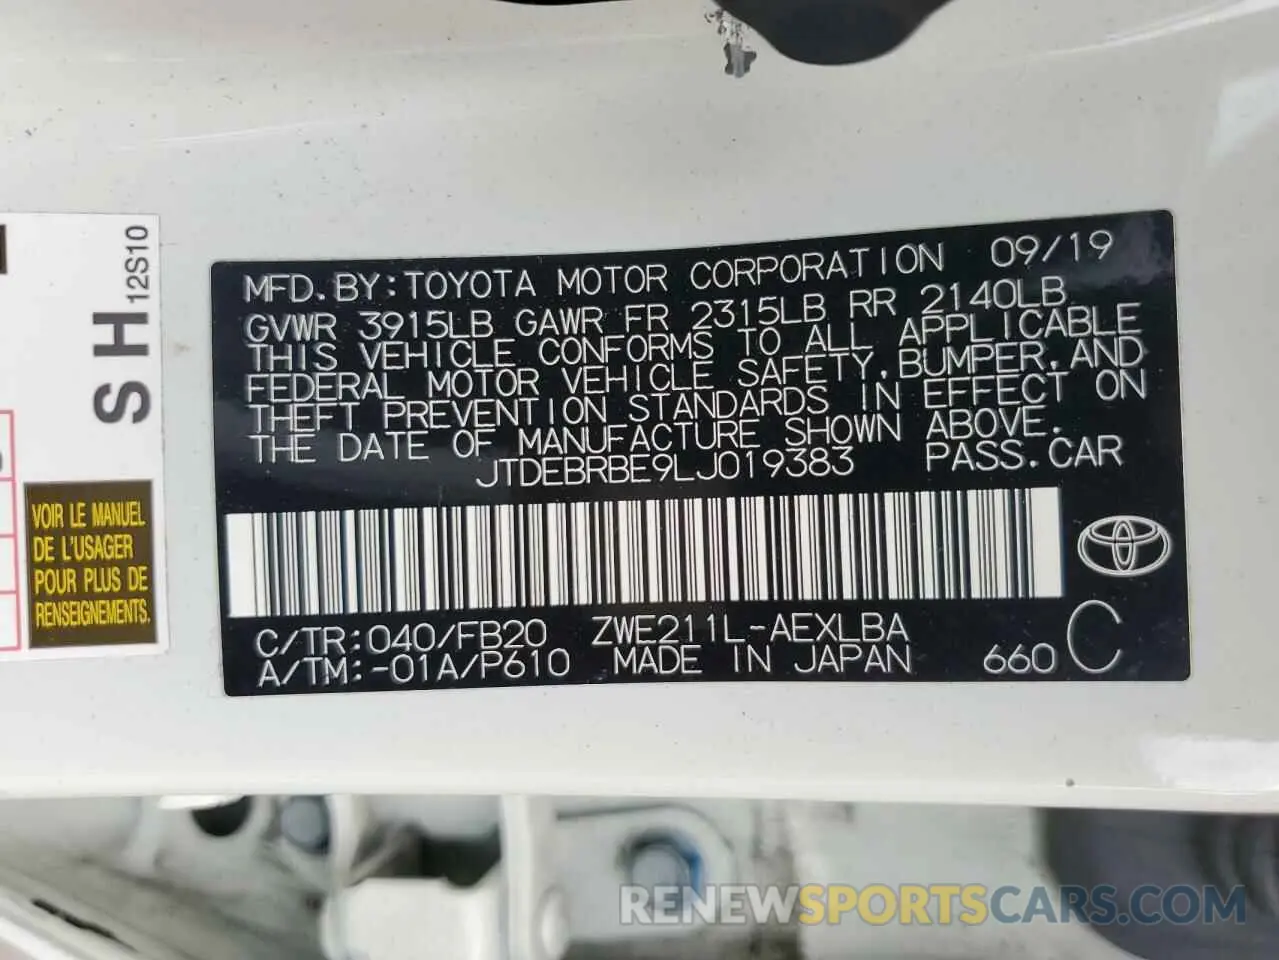 MFD. BY: TOYOTA MOTOR CORPORATION 09/19
GVWR 3915LB GAWR FR 2315LB RR 2140LB
THIS VEHICLE CONFORMS TO ALL APPLICABLE
FEDERAL MOTOR VEHICLE SAFETY, BUMPER, AND
THEFT PREVENTION STANDARDS IN EFFECT ON
THE DATE OF MANUFACTURE SHOWN ABOVE.
JTDEBRBE9LJ019383 PASS. CAR
C/TR: 040/FB20 ZWE211L-AEXLBA
A/TM: -01A/P610 MADE IN JAPAN 660 C
SH
12S10
VOIR LE MANUEL
DE L'USAGER
POUR PLUS DE
RENSEIGNEMENTS.
RENEWSPORTSCARS.COM